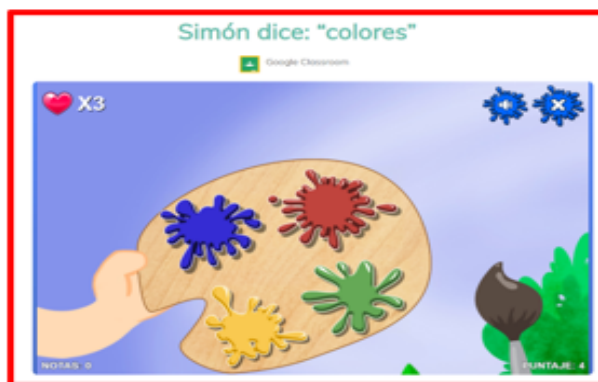 Simón dice: “colores”
Google Classroom
X3
NOTAS: 0
PUNTAJE: 4